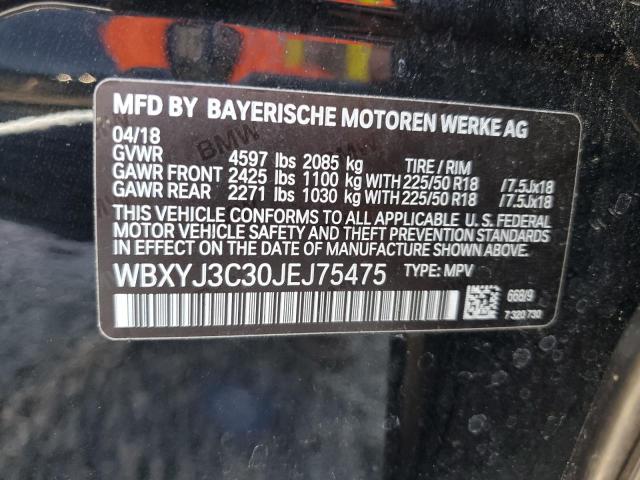 MFD BY BAYERISCHE MOTOREN WERKE AG
04/18
GVWR 4597 lbs 2085 kg TIRE / RIM
GAWR FRONT 2425 lbs 1100 kg WITH 225/50 R18 /7.5Jx18
GAWR REAR 2271 lbs 1030 kg WITH 225/50 R18 /7.5Jx18
THIS VEHICLE CONFORMS TO ALL APPLICABLE U. S. FEDERAL
MOTOR VEHICLE SAFETY AND THEFT PREVENTION STANDARDS
IN EFFECT ON THE DATE OF MANUFACTURE SHOWN ABOVE.
WBXYJ3C30JEJ75475 TYPE: MPV
668/9
7 320 730